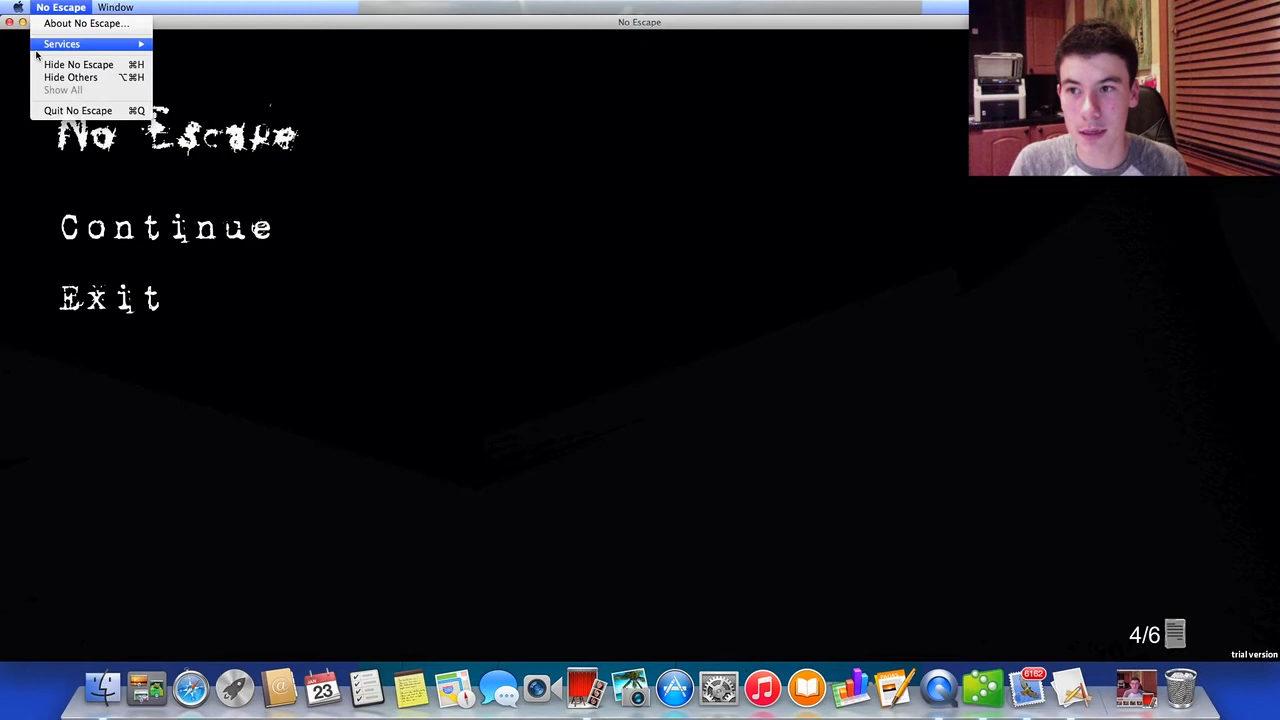 No Escape Window
No Escape
About No Escape...
Services
Hide No Escape ⌘H
Hide Others ⌥⌘H
Show All
Quit No Escape ⌘Q
No Escape
Continue
Exit
4/6
trial version
JAN
23
6162